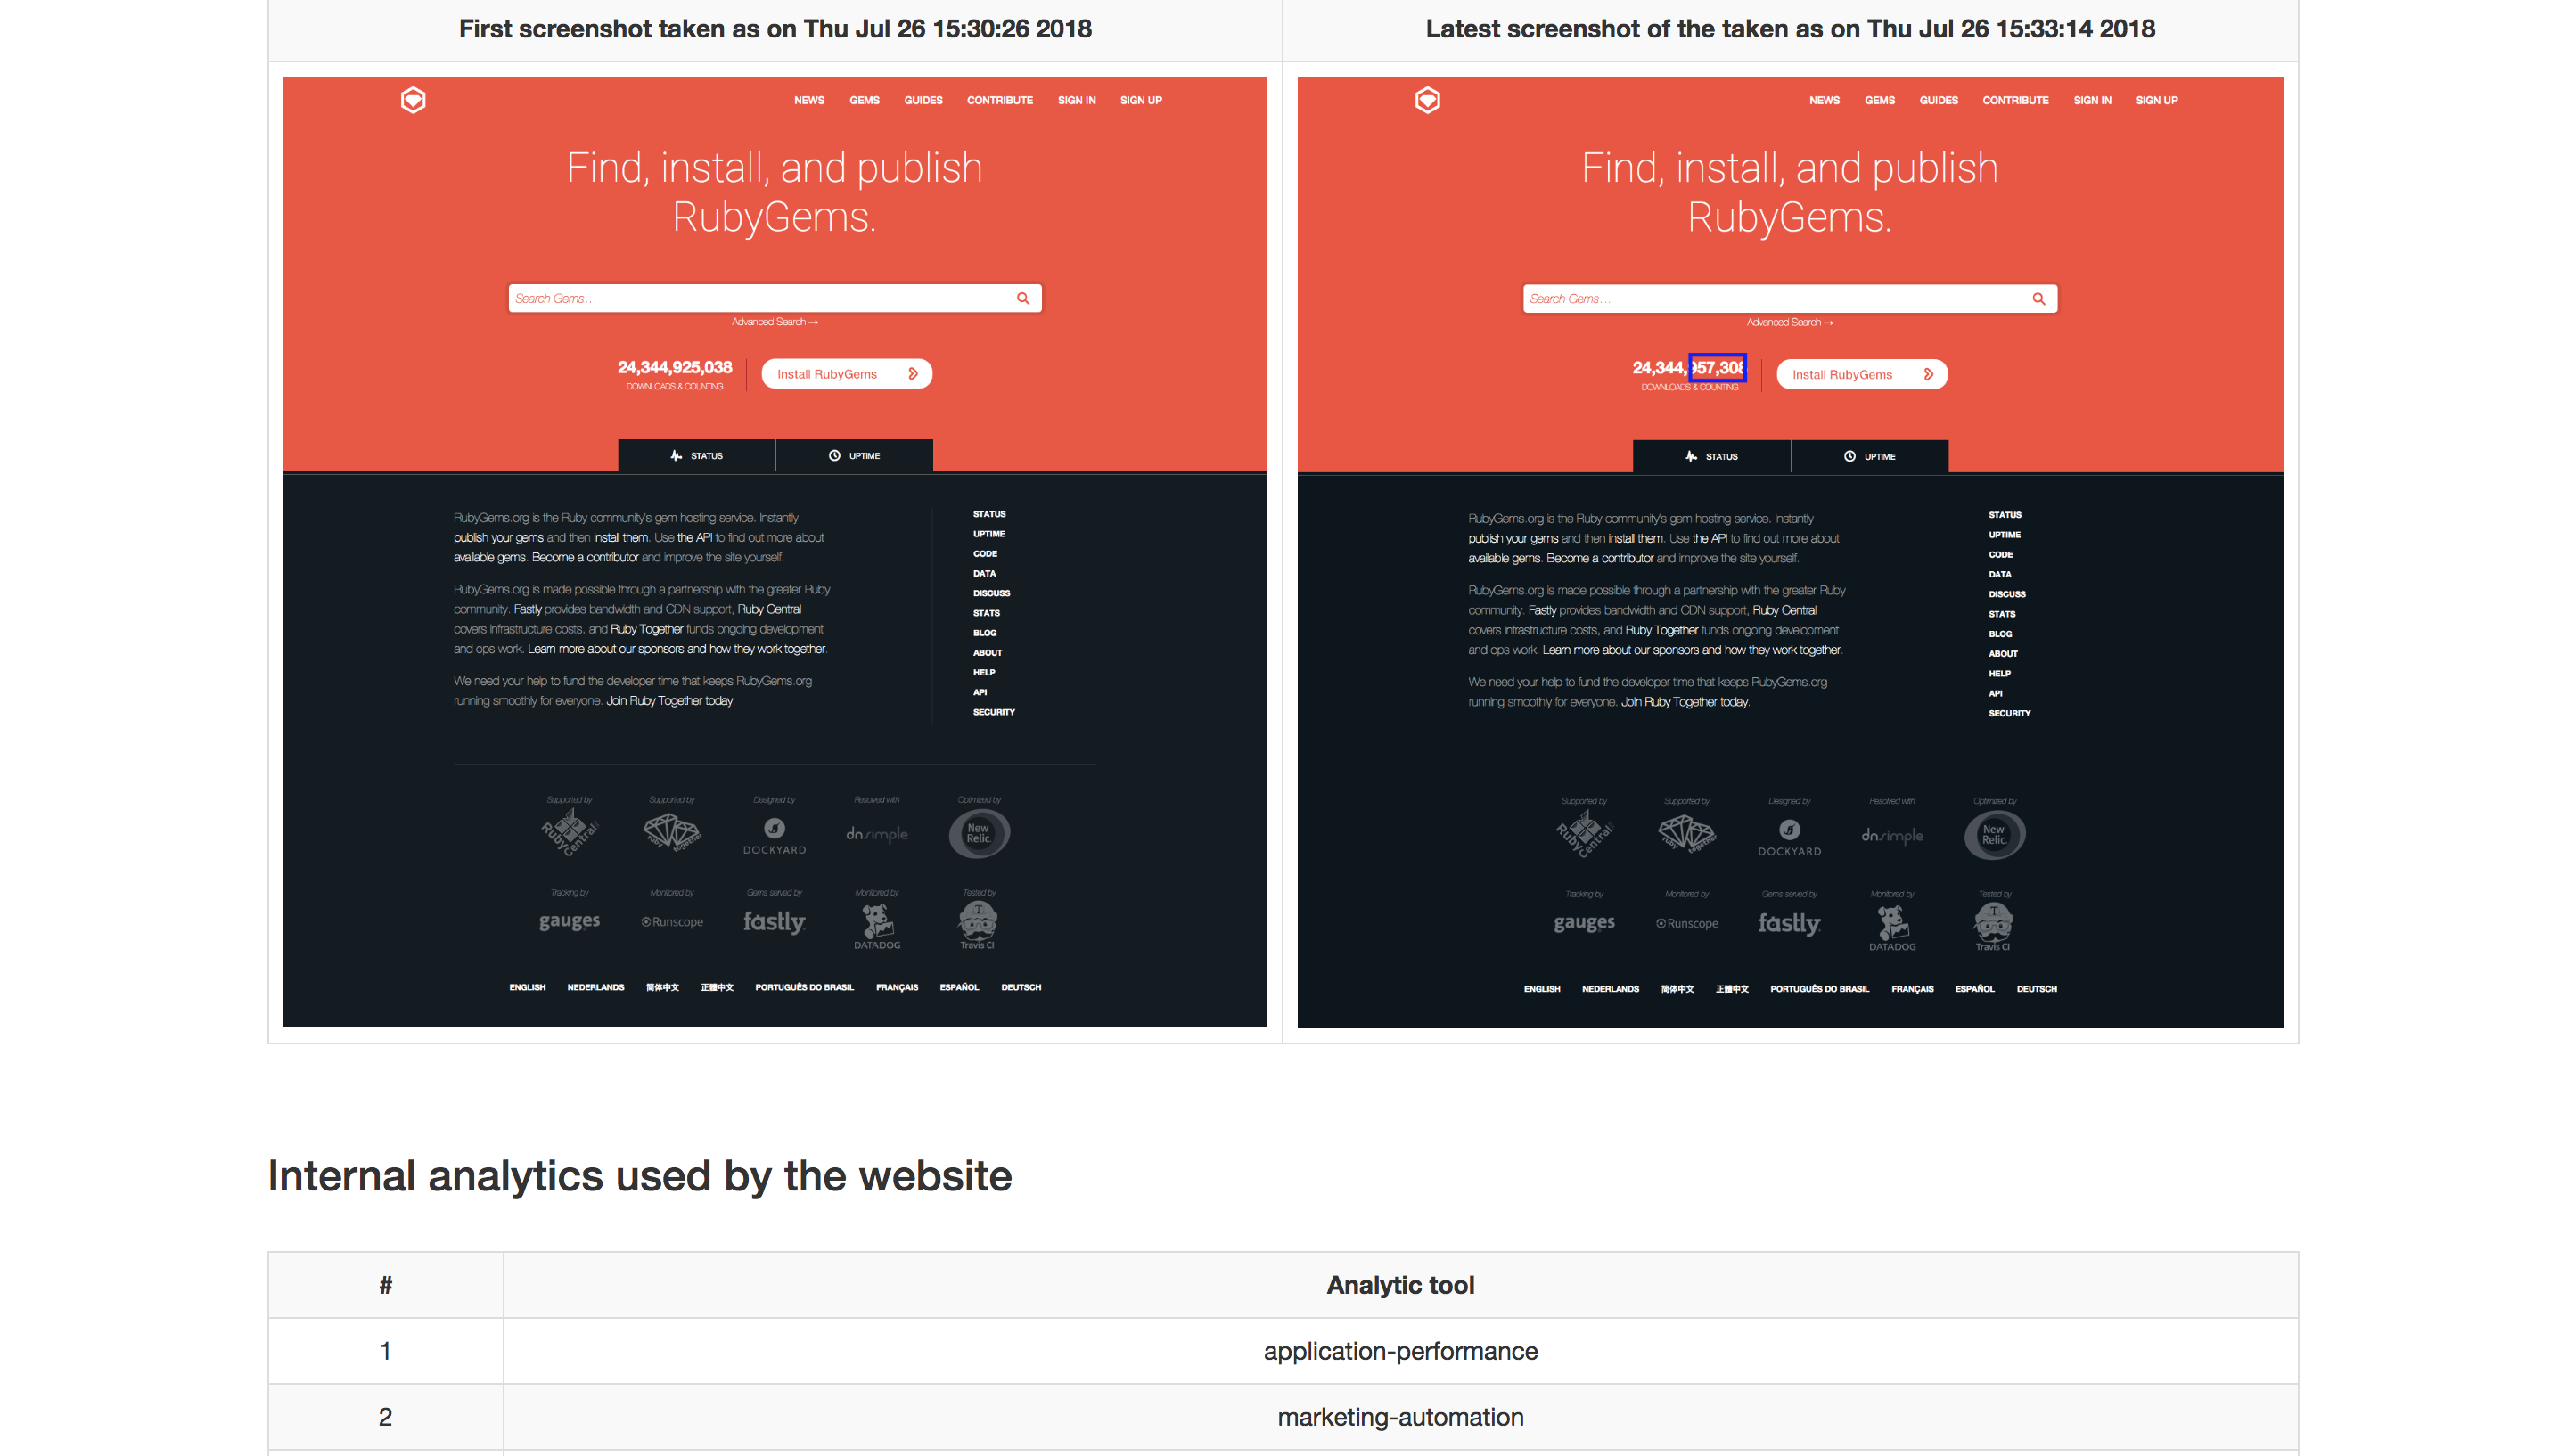 First screenshot taken as on Thu Jul 26 15:30:26 2018
Latest screenshot of the taken as on Thu Jul 26 15:33:14 2018
NEWS GEMS GUIDES CONTRIBUTE SIGN IN SIGN UP
Find, install, and publish
RubyGems.
Search Gems…
Advanced Search →
24,344,925,038
DOWNLOADS & COUNTING
Install RubyGems
STATUS UPTIME
RubyGems.org is the Ruby community's gem hosting service. Instantly
publish your gems and then install them. Use the API to find out more about
available gems. Become a contributor and improve the site yourself.
RubyGems.org is made possible through a partnership with the greater Ruby
community. Fastly provides bandwidth and CDN support, Ruby Central
covers infrastructure costs, and Ruby Together funds ongoing development
and ops work. Learn more about our sponsors and how they work together.
We need your help to fund the developer time that keeps RubyGems.org
running smoothly for everyone. Join Ruby Together today.
STATUS
UPTIME
CODE
DATA
DISCUSS
STATS
BLOG
ABOUT
HELP
API
SECURITY
Supported by Supported by Designed by Resolved with Optimized by
RubyCentral ruby together DOCKYARD dnsimple New Relic.
Tracking by Monitored by Gems served by Monitored by Tested by
gauges Runscope fastly DATADOG Travis CI
ENGLISH NEDERLANDS 简体中文 正體中文 PORTUGUÊS DO BRASIL FRANÇAIS ESPAÑOL DEUTSCH
NEWS GEMS GUIDES CONTRIBUTE SIGN IN SIGN UP
Find, install, and publish
RubyGems.
Search Gems…
Advanced Search →
24,344,957,308
DOWNLOADS & COUNTING
Install RubyGems
STATUS UPTIME
RubyGems.org is the Ruby community's gem hosting service. Instantly
publish your gems and then install them. Use the API to find out more about
available gems. Become a contributor and improve the site yourself.
RubyGems.org is made possible through a partnership with the greater Ruby
community. Fastly provides bandwidth and CDN support, Ruby Central
covers infrastructure costs, and Ruby Together funds ongoing development
and ops work. Learn more about our sponsors and how they work together.
We need your help to fund the developer time that keeps RubyGems.org
running smoothly for everyone. Join Ruby Together today.
STATUS
UPTIME
CODE
DATA
DISCUSS
STATS
BLOG
ABOUT
HELP
API
SECURITY
Supported by Supported by Designed by Resolved with Optimized by
RubyCentral ruby together DOCKYARD dnsimple New Relic.
Tracking by Monitored by Gems served by Monitored by Tested by
gauges Runscope fastly DATADOG Travis CI
ENGLISH NEDERLANDS 简体中文 正體中文 PORTUGUÊS DO BRASIL FRANÇAIS ESPAÑOL DEUTSCH
Internal analytics used by the website
# Analytic tool
1 application-performance
2 marketing-automation